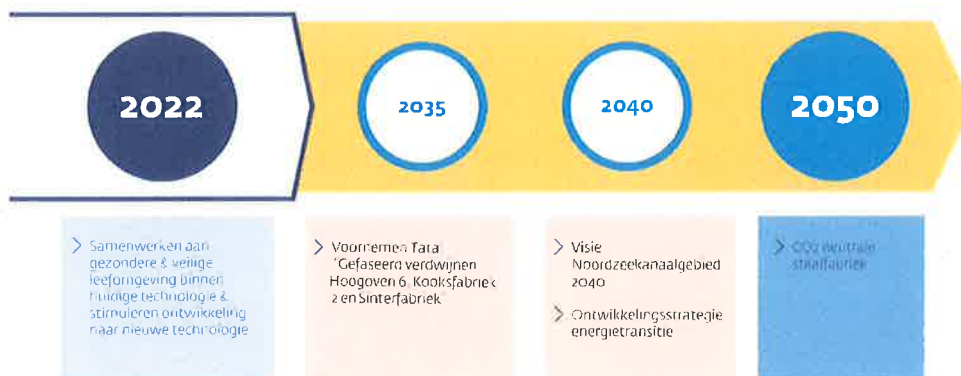 2022
2035
2040
2050
Samenwerken aan
gezondere & veilige
leefomgeving binnen
huidige technologie &
stimuleren ontwikkeling
naar nieuwe technologie
Voornemen Tata
"Gefaseerd verdwijnen
Hoogoven 6, Kooksfabriek
2 en Sinterfabriek"
Visie
Noordzeekanaalgebied
2040
Ontwikkelingsstrategie
energietransitie
CO2 neutrale
staalfabriek